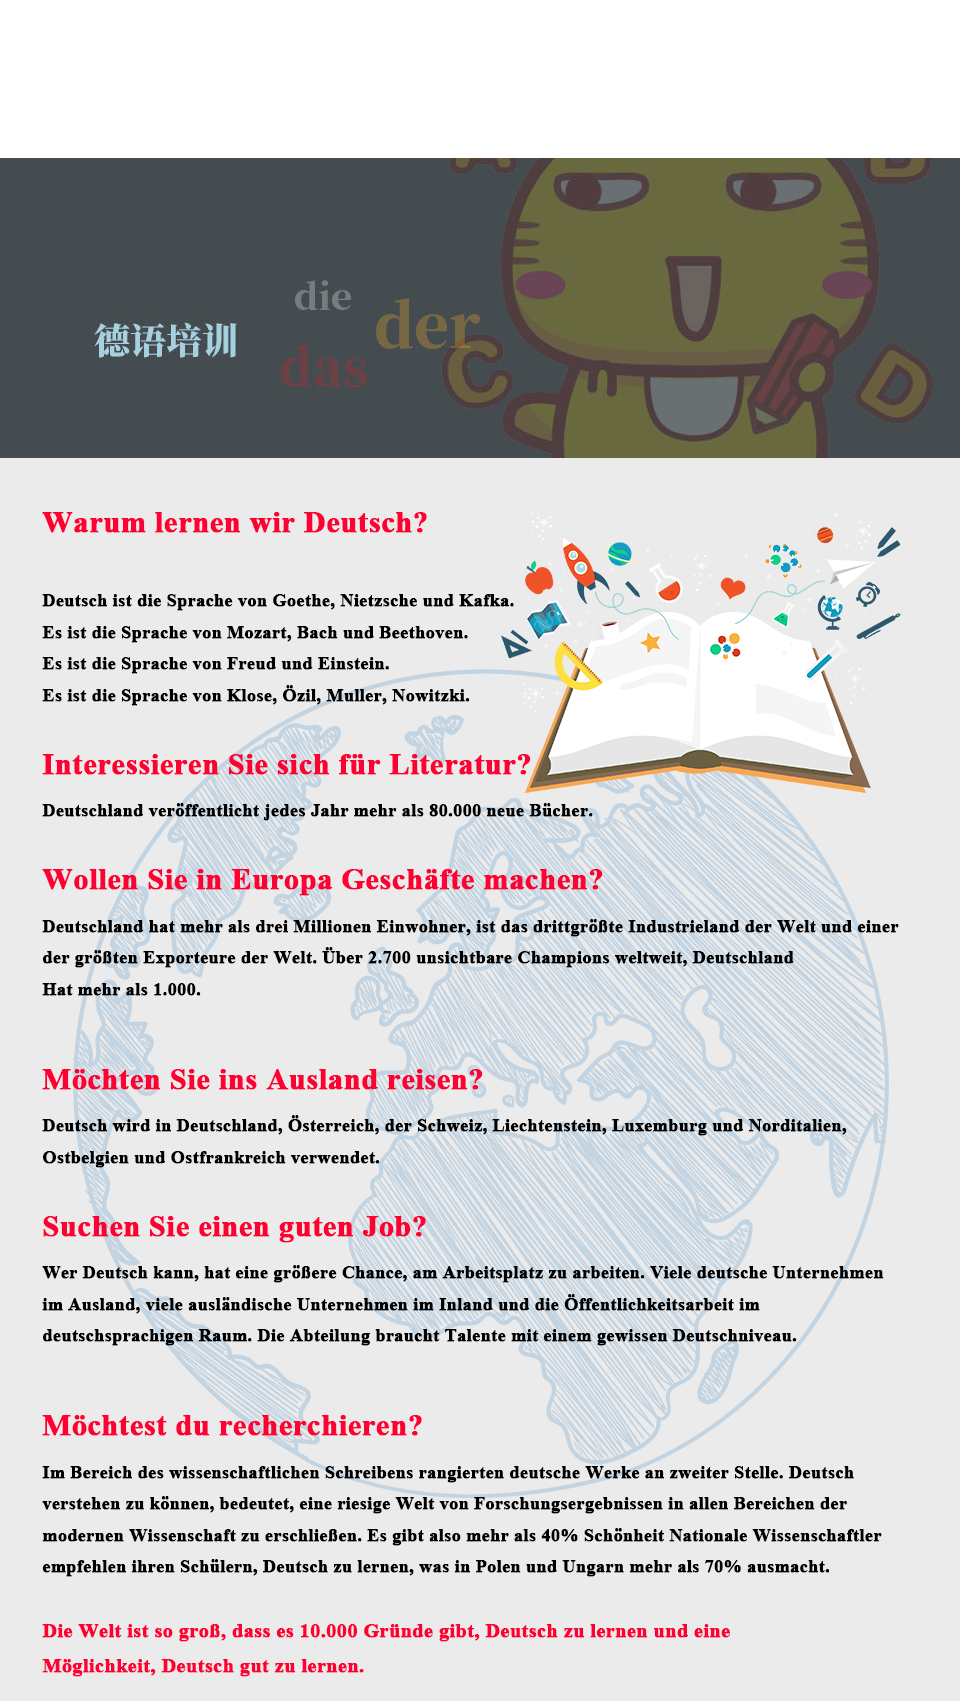 die
der
德语培训
das
A
B
C
D
Warum lernen wir Deutsch?
Deutsch ist die Sprache von Goethe, Nietzsche und Kafka.
Es ist die Sprache von Mozart, Bach und Beethoven.
Es ist die Sprache von Freud und Einstein.
Es ist die Sprache von Klose, Özil, Muller, Nowitzki.
Interessieren Sie sich für Literatur?
Deutschland veröffentlicht jedes Jahr mehr als 80.000 neue Bücher.
Wollen Sie in Europa Geschäfte machen?
Deutschland hat mehr als drei Millionen Einwohner, ist das drittgrößte Industrieland der Welt und einer
der größten Exporteure der Welt. Über 2.700 unsichtbare Champions weltweit, Deutschland
Hat mehr als 1.000.
Möchten Sie ins Ausland reisen?
Deutsch wird in Deutschland, Österreich, der Schweiz, Liechtenstein, Luxemburg und Norditalien,
Ostbelgien und Ostfrankreich verwendet.
Suchen Sie einen guten Job?
Wer Deutsch kann, hat eine größere Chance, am Arbeitsplatz zu arbeiten. Viele deutsche Unternehmen
im Ausland, viele ausländische Unternehmen im Inland und die Öffentlichkeitsarbeit im
deutschsprachigen Raum. Die Abteilung braucht Talente mit einem gewissen Deutschniveau.
Möchtest du recherchieren?
Im Bereich des wissenschaftlichen Schreibens rangierten deutsche Werke an zweiter Stelle. Deutsch
verstehen zu können, bedeutet, eine riesige Welt von Forschungsergebnissen in allen Bereichen der
modernen Wissenschaft zu erschließen. Es gibt also mehr als 40% Schönheit Nationale Wissenschaftler
empfehlen ihren Schülern, Deutsch zu lernen, was in Polen und Ungarn mehr als 70% ausmacht.
Die Welt ist so groß, dass es 10.000 Gründe gibt, Deutsch zu lernen und eine
Möglichkeit, Deutsch gut zu lernen.